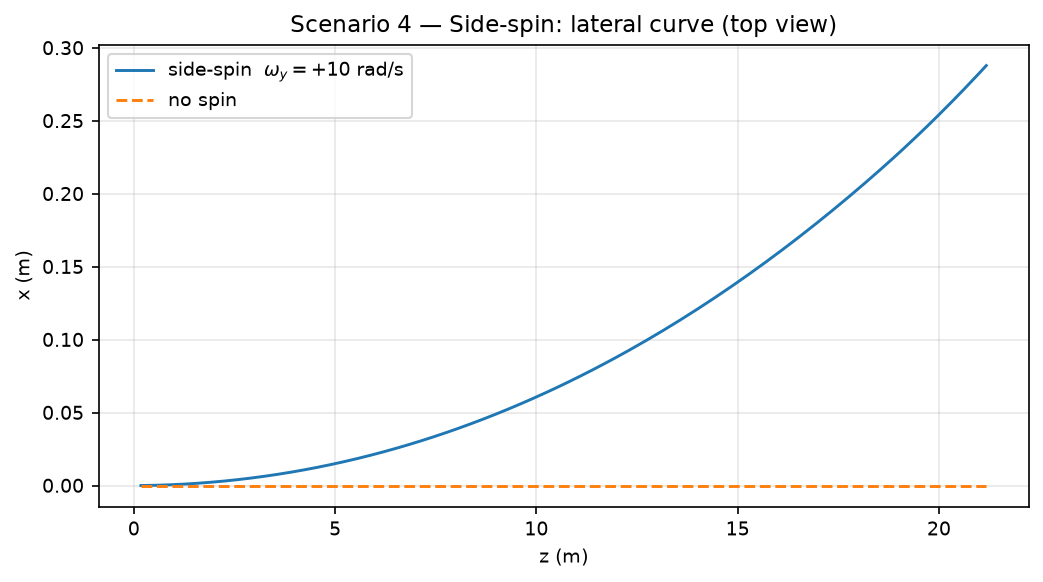 Scenario 4 — Side-spin: lateral curve (top view)
side-spin ω_y = +10 rad/s
no spin
0.30
0.25
0.20
0.15
0.10
0.05
0.00
x (m)
0 5 10 15 20
z (m)